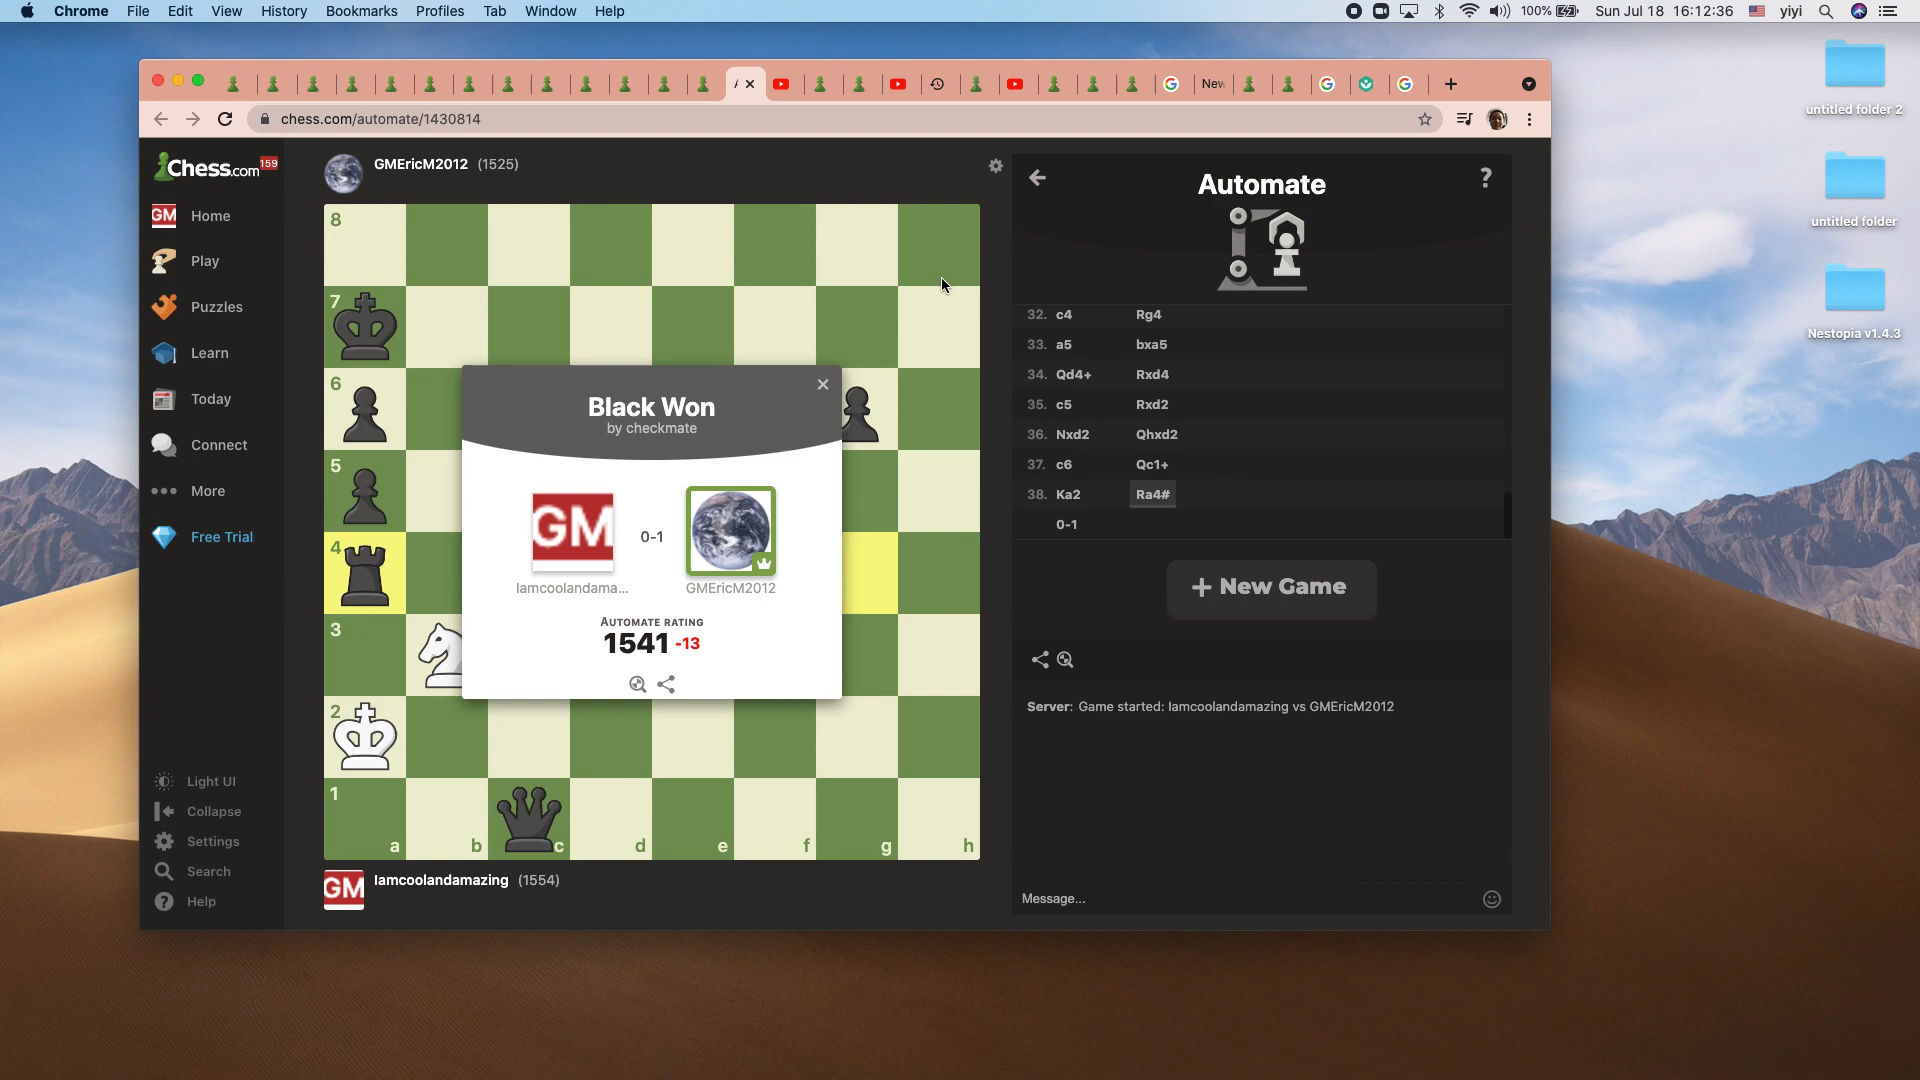 Chrome File Edit View History Bookmarks Profiles Tab Window Help 100% Sun Jul 18 16:12:36 yiyi
untitled folder 2
untitled folder
Nestopia v1.4.3
New
chess.com/automate/1430814
Chess.com 159
GM Home
Play
Puzzles
Learn
Today
Connect
More
Free Trial
Light UI
Collapse
Settings
Search
Help
GMEricM2012 (1525)
8
7
6
5
4
3
2
1
a b c d e f g h
Black Won
by checkmate
GM 0-1
Iamcoolandama... GMEricM2012
AUTOMATE RATING
1541 -13
GM Iamcoolandamazing (1554)
Automate ?
32. c4 Rg4
33. a5 bxa5
34. Qd4+ Rxd4
35. c5 Rxd2
36. Nxd2 Qhxd2
37. c6 Qc1+
38. Ka2 Ra4#
0-1
+ New Game
Server: Game started: Iamcoolandamazing vs GMEricM2012
Message...